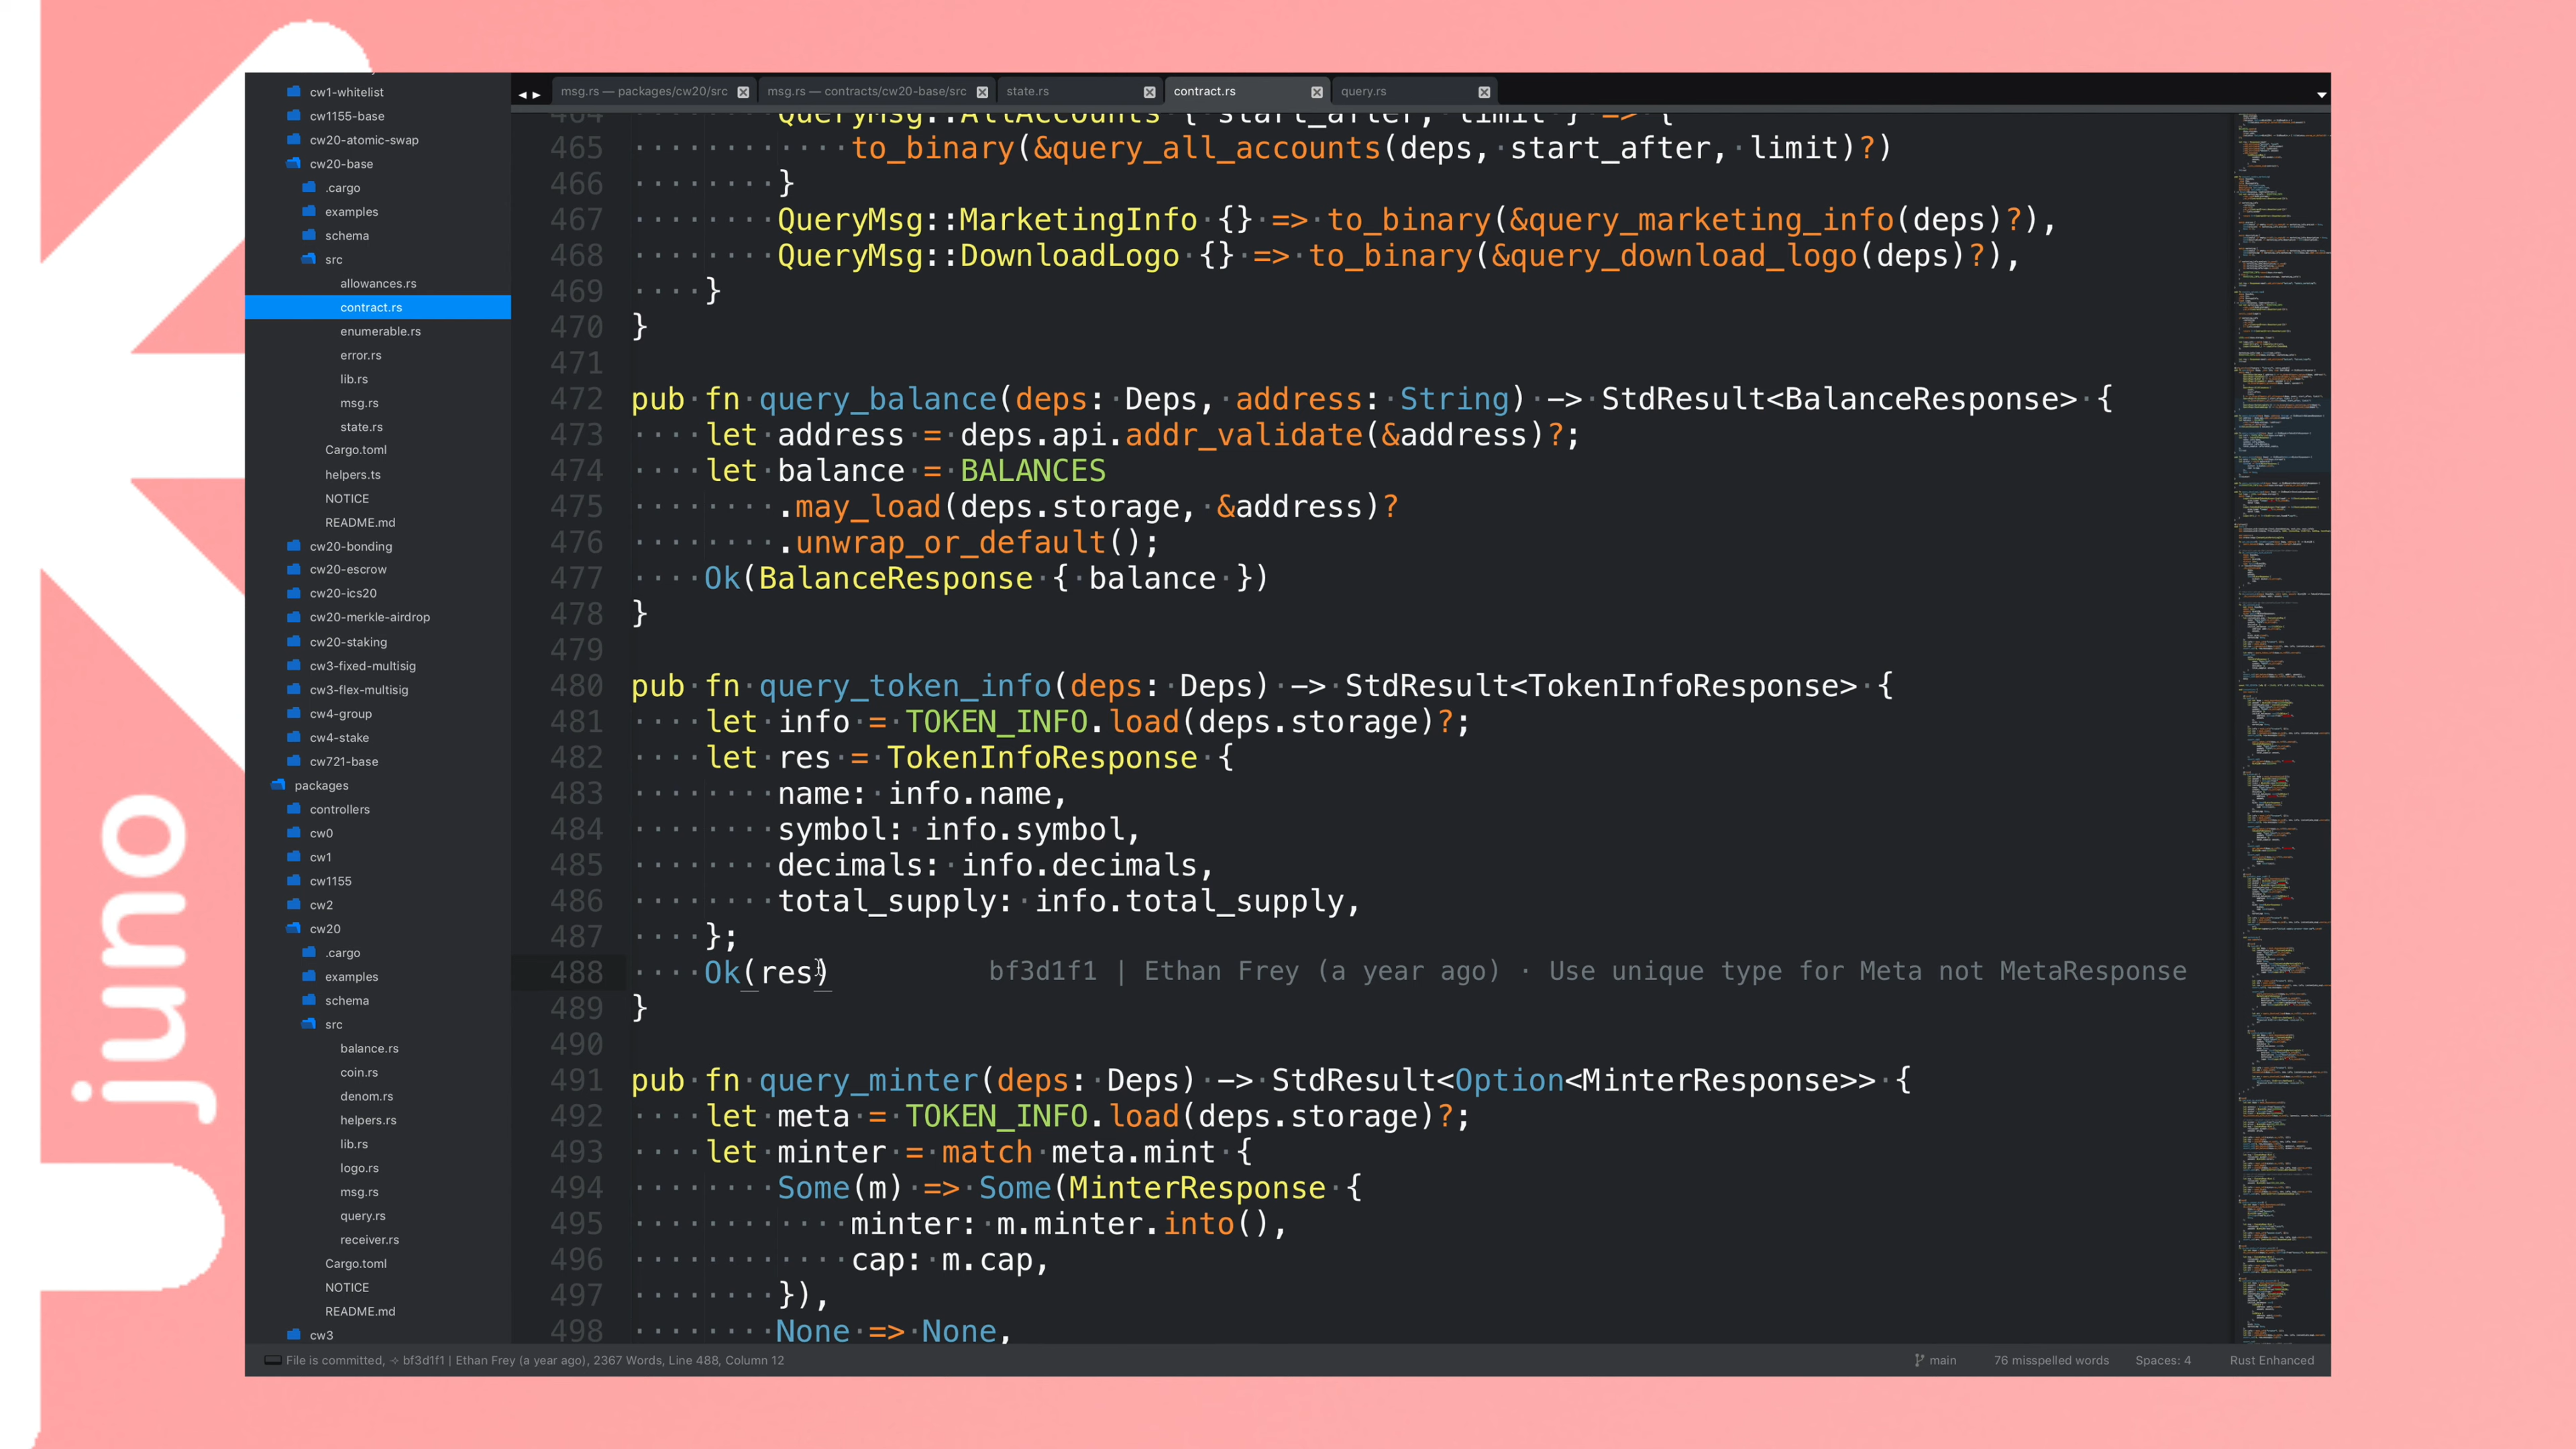 juno
cw1-whitelist
cw1155-base
cw20-atomic-swap
cw20-base
.cargo
examples
schema
src
allowances.rs
contract.rs
enumerable.rs
error.rs
lib.rs
msg.rs
state.rs
Cargo.toml
helpers.ts
NOTICE
README.md
cw20-bonding
cw20-escrow
cw20-ics20
cw20-merkle-airdrop
cw20-staking
cw3-fixed-multisig
cw3-flex-multisig
cw4-group
cw4-stake
cw721-base
packages
controllers
cw0
cw1
cw1155
cw2
cw20
.cargo
examples
schema
src
balance.rs
coin.rs
denom.rs
helpers.rs
lib.rs
logo.rs
msg.rs
query.rs
receiver.rs
Cargo.toml
NOTICE
README.md
cw3
msg.rs — packages/cw20/src
msg.rs — contracts/cw20-base/src
state.rs
contract.rs
query.rs
464 QueryMsg::AllAccounts { start_after, limit } => {
465 to_binary(&query_all_accounts(deps, start_after, limit)?)
466 }
467 QueryMsg::MarketingInfo {} => to_binary(&query_marketing_info(deps)?),
468 QueryMsg::DownloadLogo {} => to_binary(&query_download_logo(deps)?),
469 }
470 }
471
472 pub fn query_balance(deps: Deps, address: String) -> StdResult<BalanceResponse> {
473 let address = deps.api.addr_validate(&address)?;
474 let balance = BALANCES
475 .may_load(deps.storage, &address)?
476 .unwrap_or_default();
477 Ok(BalanceResponse { balance })
478 }
479
480 pub fn query_token_info(deps: Deps) -> StdResult<TokenInfoResponse> {
481 let info = TOKEN_INFO.load(deps.storage)?;
482 let res = TokenInfoResponse {
483 name: info.name,
484 symbol: info.symbol,
485 decimals: info.decimals,
486 total_supply: info.total_supply,
487 };
488 Ok(res) bf3d1f1 | Ethan Frey (a year ago) · Use unique type for Meta not MetaResponse
489 }
490
491 pub fn query_minter(deps: Deps) -> StdResult<Option<MinterResponse>> {
492 let meta = TOKEN_INFO.load(deps.storage)?;
493 let minter = match meta.mint {
494 Some(m) => Some(MinterResponse {
495 minter: m.minter.into(),
496 cap: m.cap,
497 }),
498 None => None,
File is committed, ✧ bf3d1f1 | Ethan Frey (a year ago), 2367 Words, Line 488, Column 12
main
76 misspelled words
Spaces: 4
Rust Enhanced